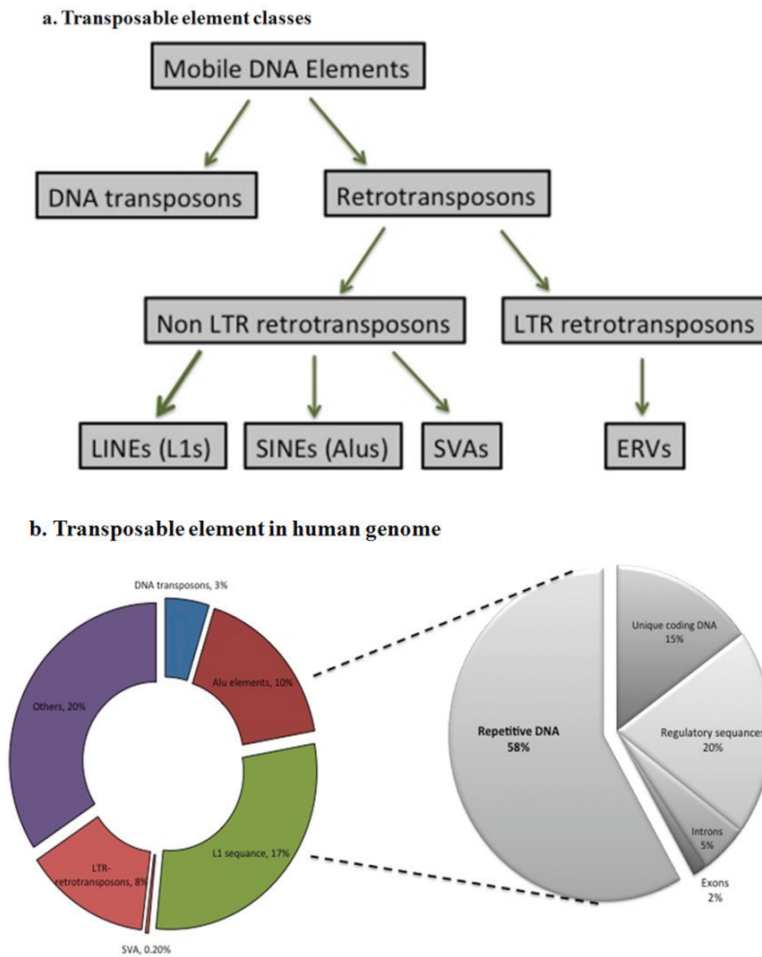 a. Transposable element classes
Mobile DNA Elements
DNA transposons
Retrotransposons
Non LTR retrotransposons
LTR retrotransposons
LINEs (L1s)
SINEs (Alus)
SVAs
ERVs
b. Transposable element in human genome
DNA transposons, 3%
Alu elements, 10%
L1 sequance, 17%
SVA, 0.20%
LTR-
retrotransposons, 8%
Others, 20%
Repetitive DNA
58%
Unique coding DNA
15%
Regulatory sequances
20%
Introns
5%
Exons
2%